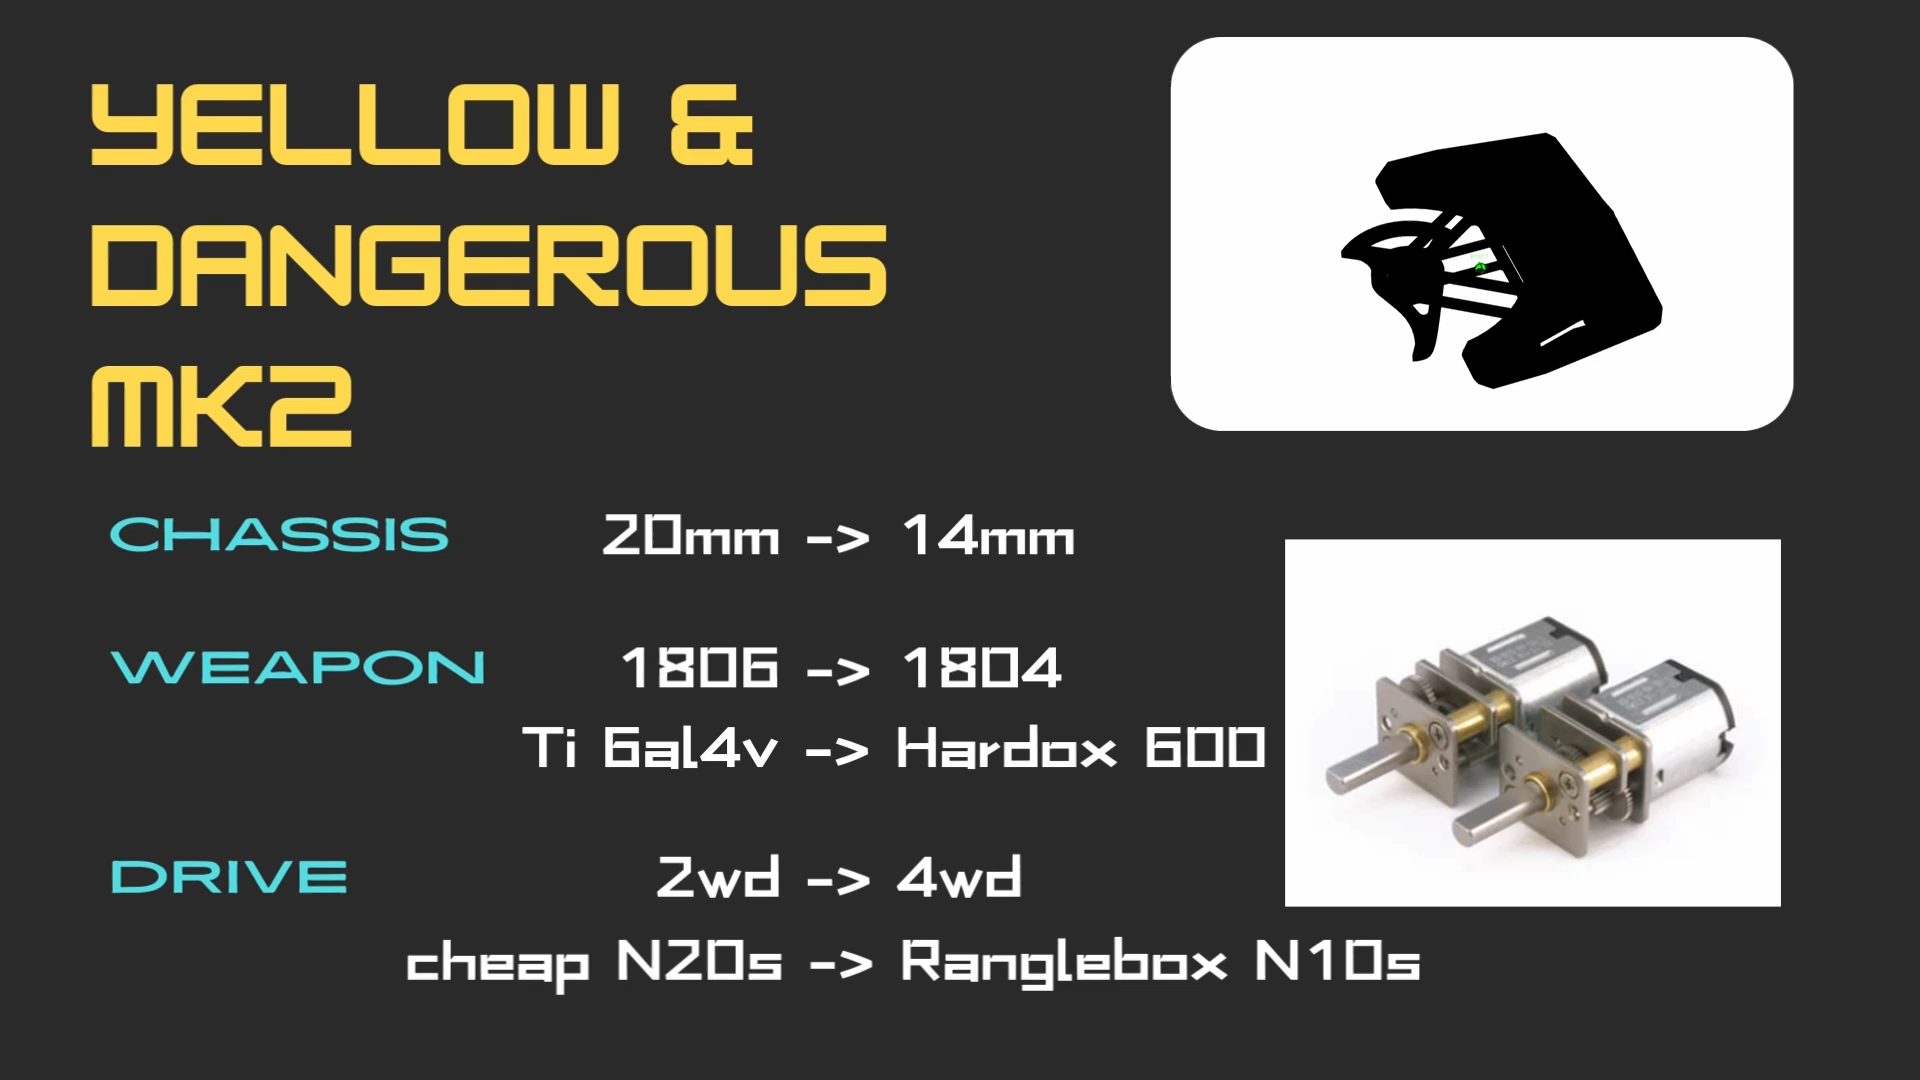 YELLOW &
DANGEROUS
MK2
CHASSIS 20mm -> 14mm
WEAPON 1806 -> 1804
Ti 6al4v -> Hardox 600
DRIVE 2wd -> 4wd
cheap N20s -> Ranglebox N10s